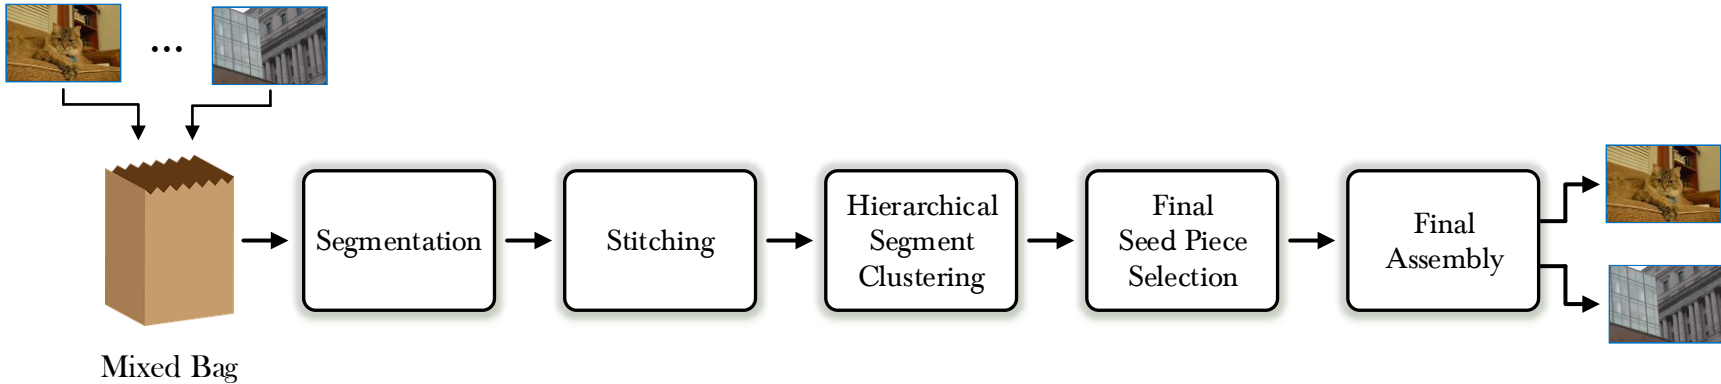 ...
Segmentation
Stitching
Hierarchical
Segment
Clustering
Final
Seed Piece
Selection
Final
Assembly
Mixed Bag